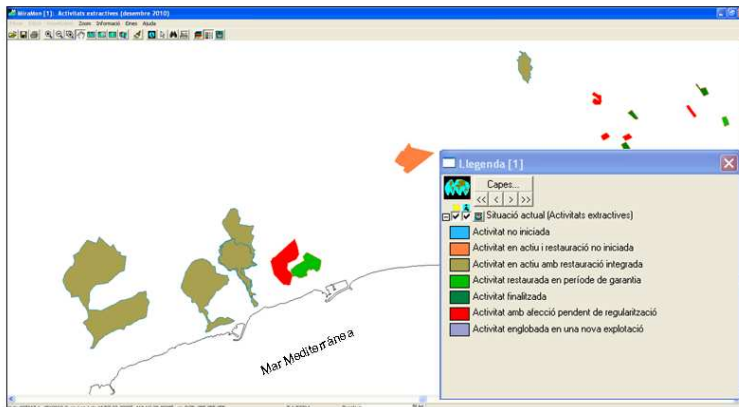 MiraMon [1]: Activitats extractives (desembre 2010)
Zoom Informació Eines Ajuda
Llegenda [1]
Capes...
<< < > >>
Situació actual (Activitats extractives)
Activitat no iniciada
Activitat en actiu i restauració no iniciada
Activitat en actiu amb restauració integrada
Activitat restaurada en període de garantia
Activitat finalitzada
Activitat amb afecció pendent de regularització
Activitat englobada en una nova explotació
Mar Mediterránea